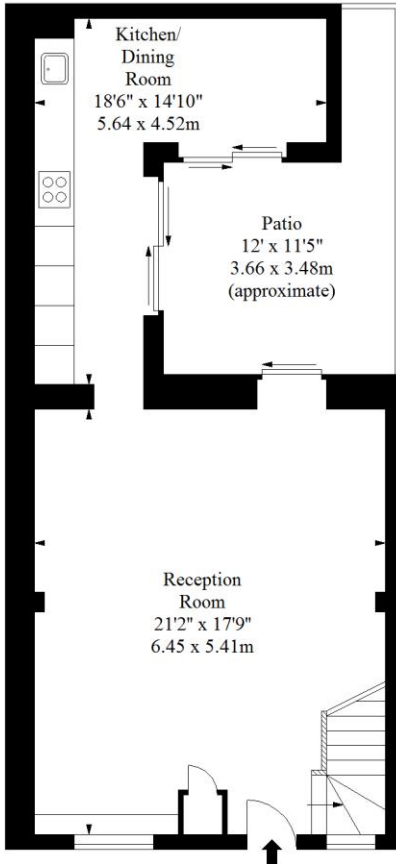 Kitchen/
Dining
Room
18'6" x 14'10"
5.64 x 4.52m
Patio
12' x 11'5"
3.66 x 3.48m
(approximate)
Reception
Room
21'2" x 17'9"
6.45 x 5.41m